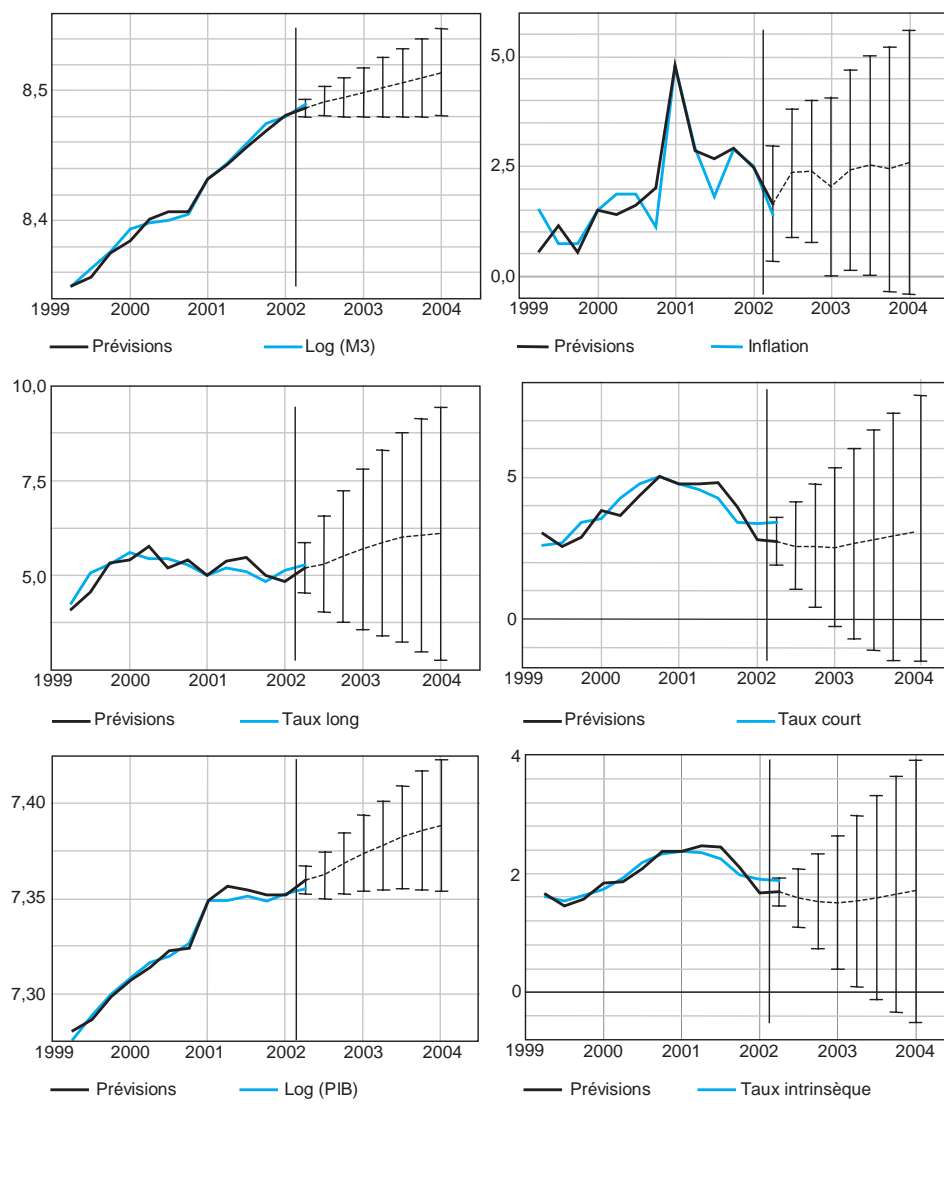 8,5
8,4
1999 2000 2001 2002 2003 2004
Prévisions Log (M3)
5,0
2,5
0,0
1999 2000 2001 2002 2003 2004
Prévisions Inflation
10,0
7,5
5,0
1999 2000 2001 2002 2003 2004
Prévisions Taux long
5
0
1999 2000 2001 2002 2003 2004
Prévisions Taux court
7,40
7,35
7,30
1999 2000 2001 2002 2003 2004
Prévisions Log (PIB)
4
2
0
1999 2000 2001 2002 2003 2004
Prévisions Taux intrinsèque